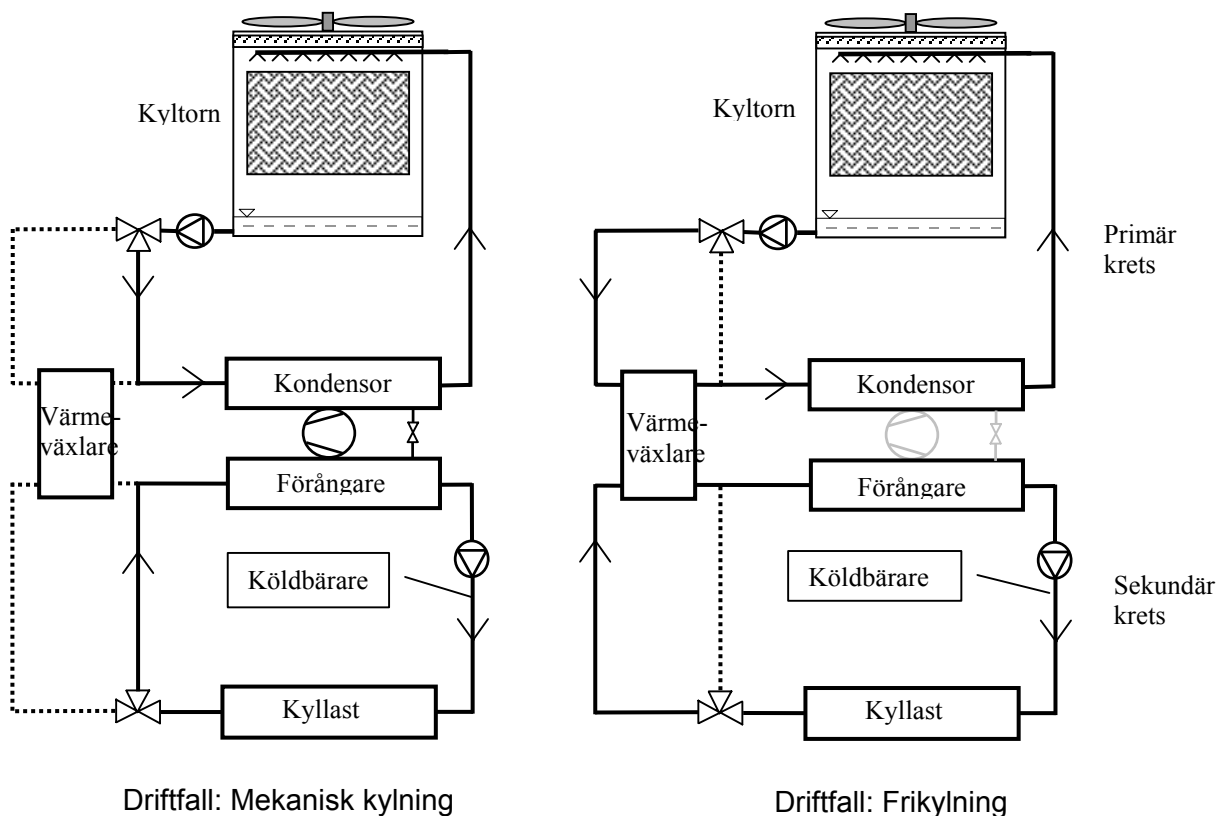 Kyltorn
Kondensor
Värme-
växlare
Förångare
Köldbärare
Kyllast
Driftfall: Mekanisk kylning
Kyltorn
Primär
krets
Kondensor
Värme-
växlare
Förångare
Köldbärare
Sekundär
krets
Kyllast
Driftfall: Frikylning